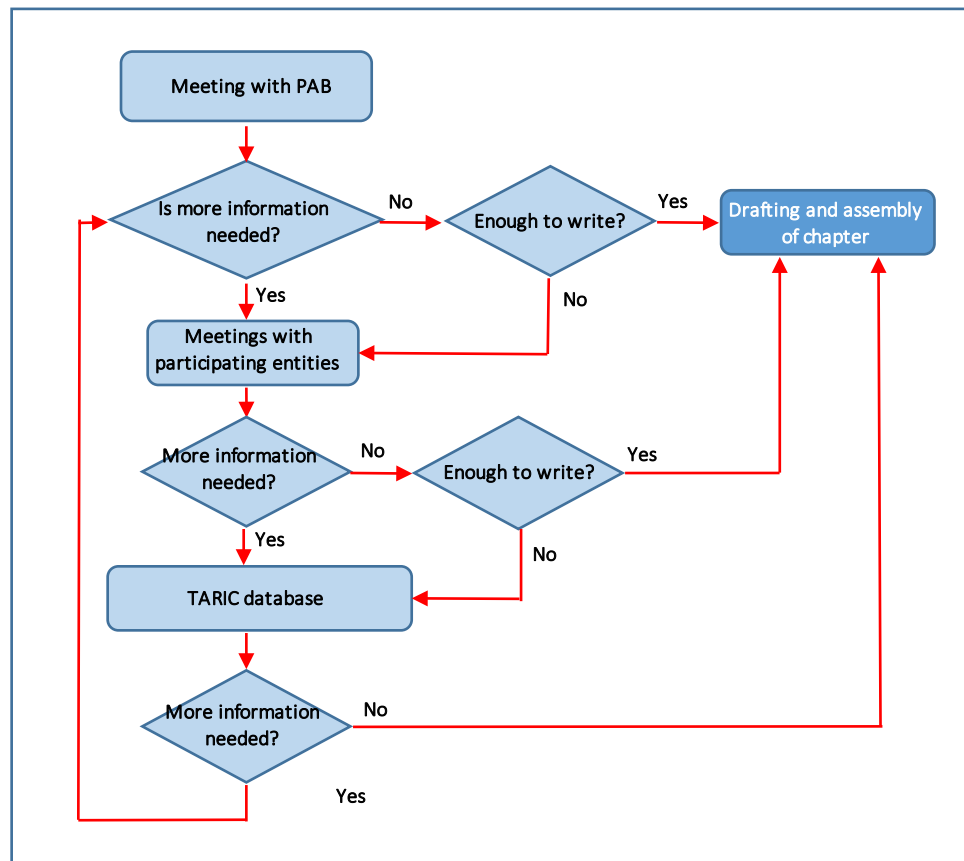 Meeting with PAB
Is more information
needed?
No
Enough to write?
Yes
Drafting and assembly
of chapter
Yes
No
Meetings with
participating entities
More information
needed?
No
Enough to write?
Yes
Yes
No
TARIC database
More information
needed?
No
Yes